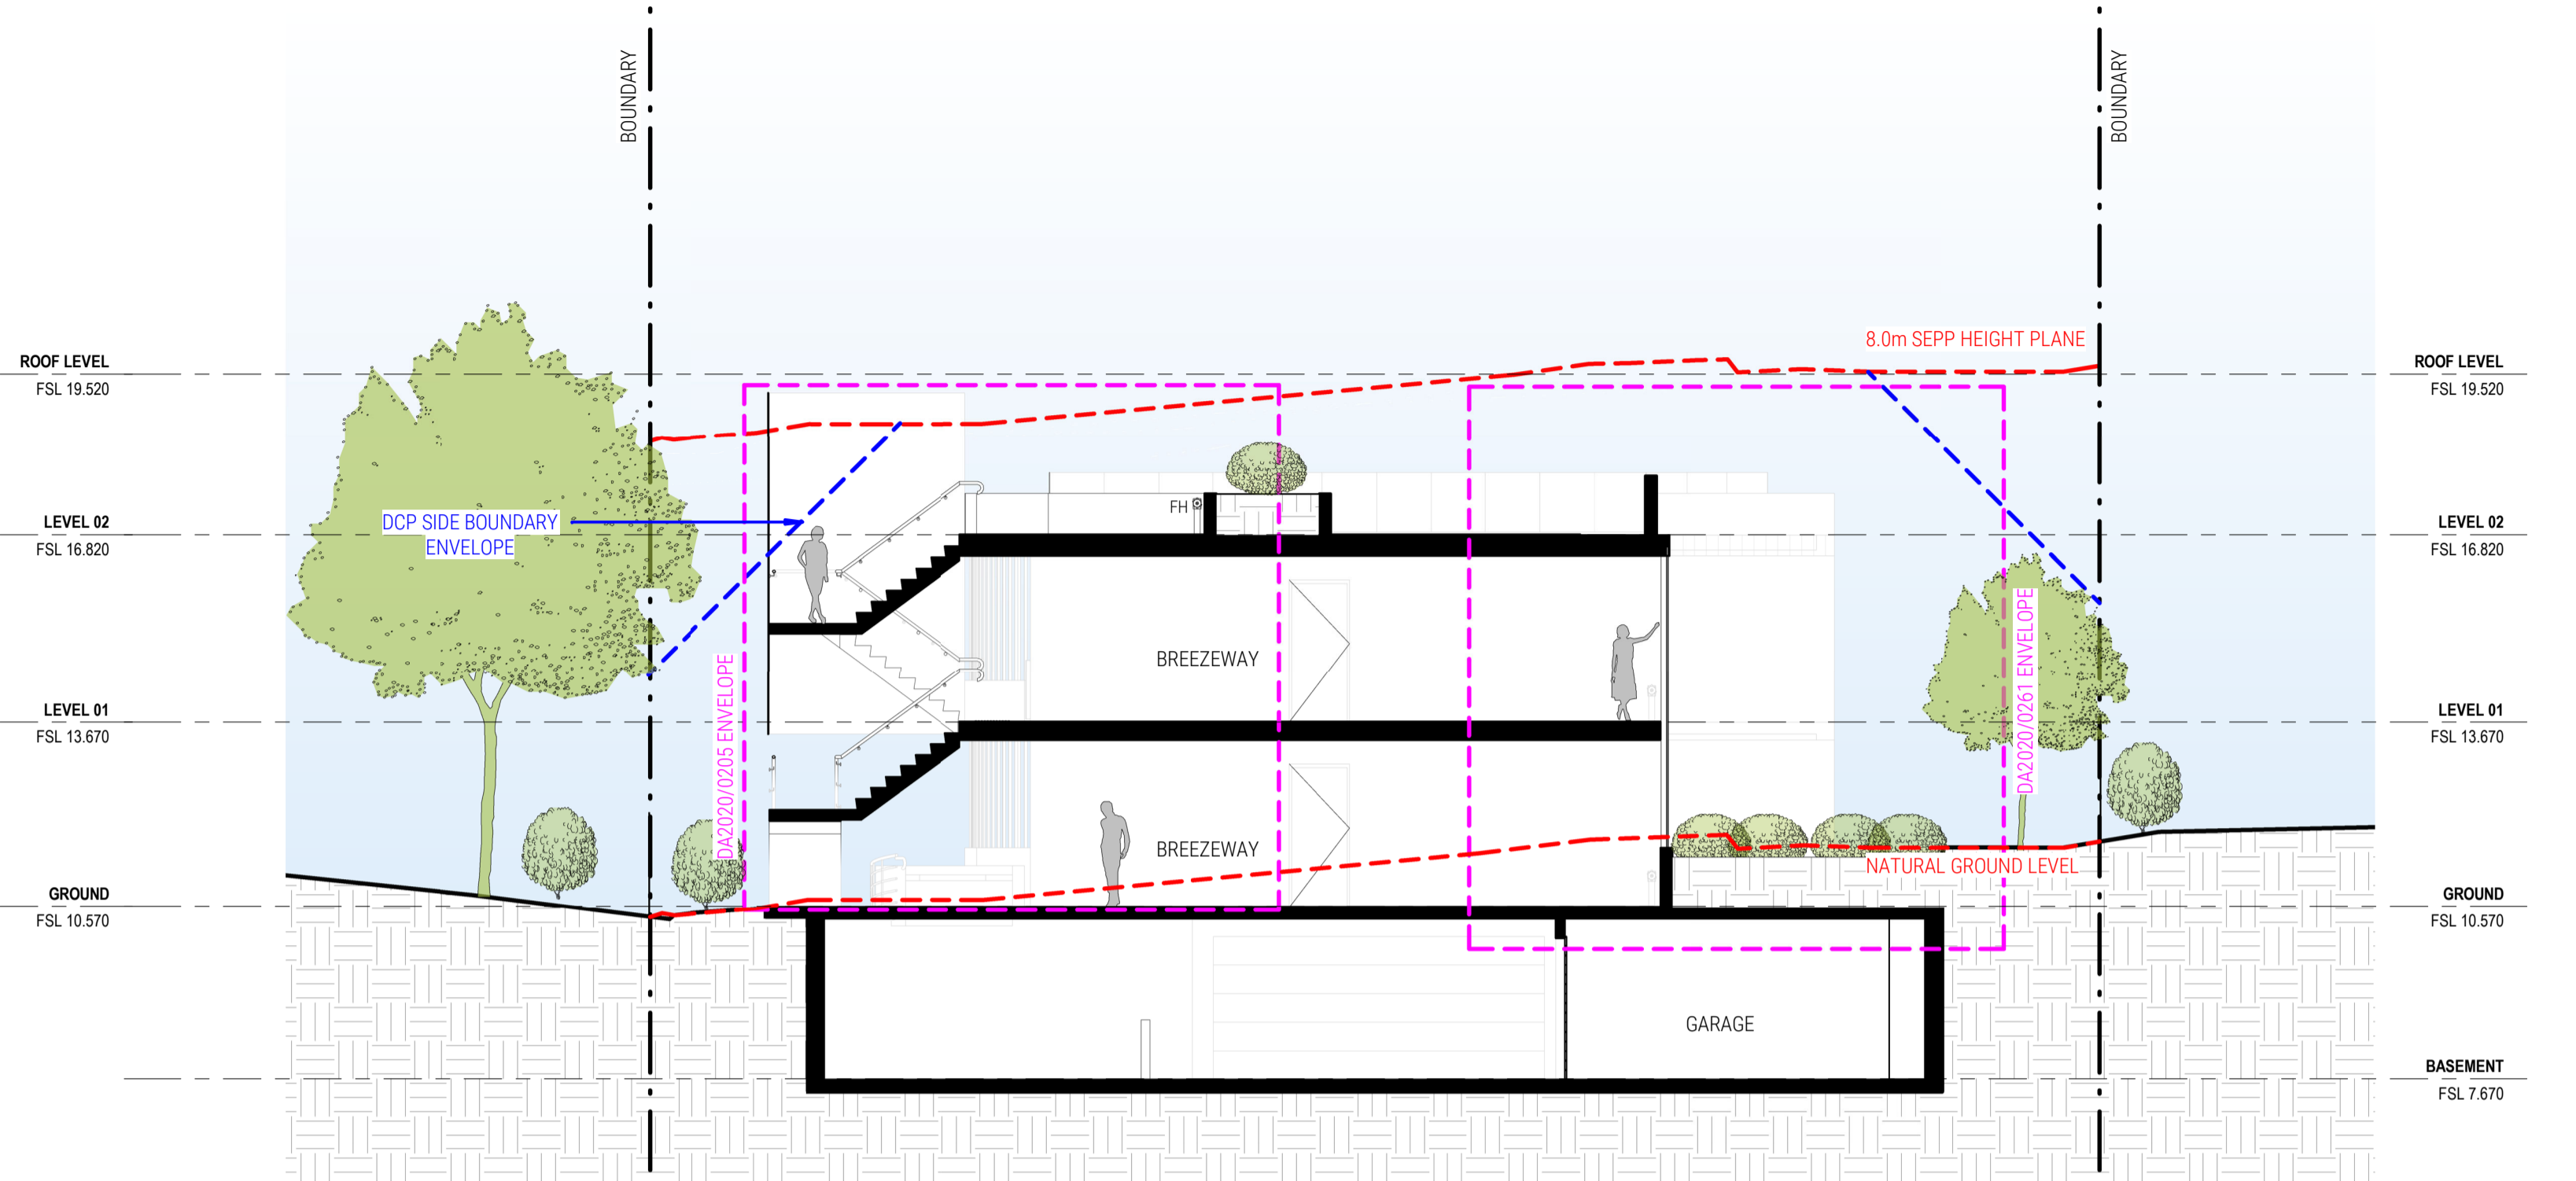 BOUNDARY
BOUNDARY
8.0m SEPP HEIGHT PLANE
ROOF LEVEL
FSL 19.520
ROOF LEVEL
FSL 19.520
FH
DCP SIDE BOUNDARY
ENVELOPE
LEVEL 02
FSL 16.820
LEVEL 02
FSL 16.820
BREEZEWAY
DA2020/0205 ENVELOPE
DA2020/0261 ENVELOPE
LEVEL 01
FSL 13.670
LEVEL 01
FSL 13.670
BREEZEWAY
NATURAL GROUND LEVEL
GROUND
FSL 10.570
GROUND
FSL 10.570
GARAGE
BASEMENT
FSL 7.670